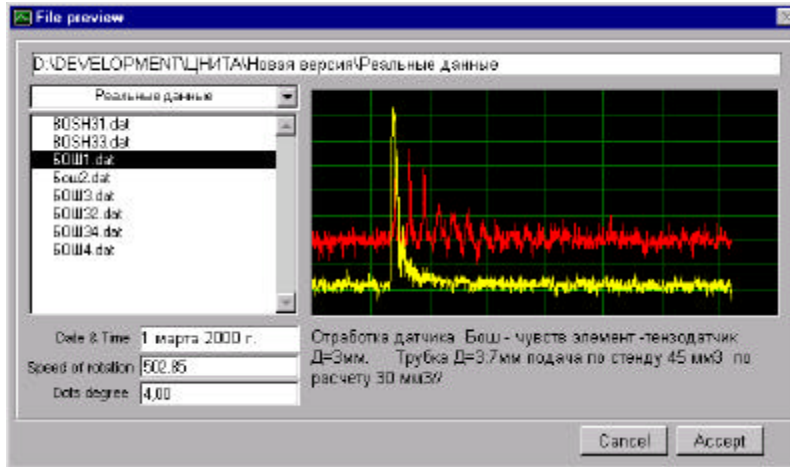 File preview
D:\DEVELOPMENT\ЦНИТА\Новая версия\Реальные данные
Реальные данные
BOSH31.dat
BOSH33.dat
БОШ1.dat
Бош2.dat
БОШ3.dat
БОШ32.dat
БОШ34.dat
БОШ4.dat
Date & Time 1 марта 2000 г.
Speed of rotation 502.85
Dots degree 4,00
Отработка датчика Бош - чувств элемент -тензодатчик
Д=3мм. Трубка Д=3.7мм подача по стенду 45 мм3 по
расчету 30 мм3/?
Cancel Accept